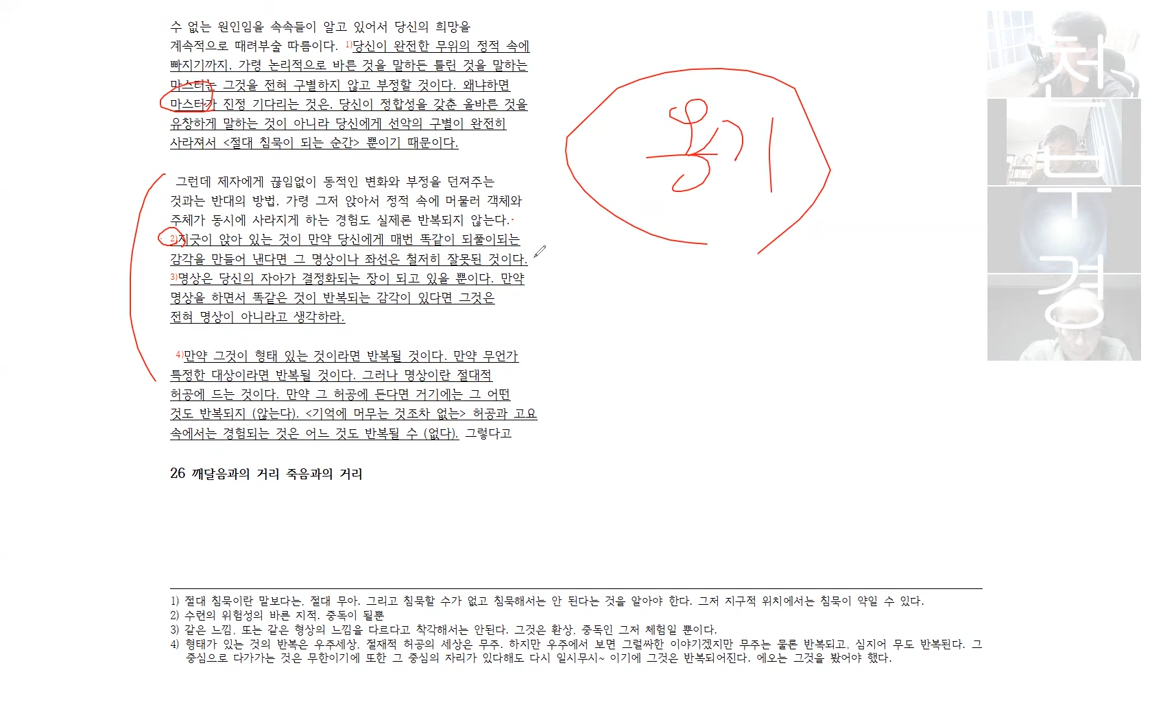 수 없는 원인임을 속속들이 알고 있어서 당신의 희망을
계속적으로 때려부술 따름이다. 1)당신이 완전한 무위의 정적 속에
빠지기까지, 가령 논리적으로 바른 것을 말하든 틀린 것을 말하는
마스터는 그것을 전혀 구별하지 않고 부정할 것이다. 왜냐하면
마스터가 진정 기다리는 것은, 당신이 정합성을 갖춘 올바른 것을
유창하게 말하는 것이 아니라 당신에게 선악의 구별이 완전히
사라져서 <절대 침묵이 되는 순간> 뿐이기 때문이다.
그런데 제자에게 끊임없이 동적인 변화와 부정을 던져주는
것과는 반대의 방법, 가령 그저 앉아서 정적 속에 머물러 객체와
주체가 동시에 사라지게 하는 경험도 실제론 반복되지 않는다.
2)지긋이 앉아 있는 것이 만약 당신에게 매번 똑같이 되풀이되는
감각을 만들어 낸다면 그 명상이나 좌선은 철저히 잘못된 것이다.
3)명상은 당신의 자아가 결정화되는 장이 되고 있을 뿐이다. 만약
명상을 하면서 똑같은 것이 반복되는 감각이 있다면 그것은
전혀 명상이 아니라고 생각하라.
4)만약 그것이 형태 있는 것이라면 반복될 것이다. 만약 무언가
특정한 대상이라면 반복될 것이다. 그러나 명상이란 절대적
허공에 드는 것이다. 만약 그 허공에 든다면 거기에는 그 어떤
것도 반복되지 (않는다). <기억에 머무는 것조차 없는> 허공과 고요
속에서는 경험되는 것은 어느 것도 반복될 수 (없다). 그렇다고
26 깨달음과의 거리 죽음과의 거리
1) 절대 침묵이란 말보다는, 절대 무아, 그리고 침묵할 수가 없고 침묵해서는 안 된다는 것을 알아야 한다. 그저 지구적 위치에서는 침묵이 약일 수 있다.
2) 수련의 위험성의 바른 지적, 중독이 될뿐
3) 같은 느낌, 또는 같은 형상의 느낌을 다르다고 착각해서는 안된다. 그것은 환상, 중독인 그저 체험일 뿐이다.
4) 형태가 있는 것의 반복은 우주세상, 절재적 허공의 세상은 무주, 하지만 우주에서 보면 그럴싸한 이야기겠지만 무주는 물론 반복되고, 심지어 무도 반복된다. 그
중심으로 다가가는 것은 무한이기에 또한 그 중심의 자리가 있다해도 다시 일시무시~ 이기에 그것은 반복되어진다. 에오는 그것을 봤어야 했다.
천
부
경